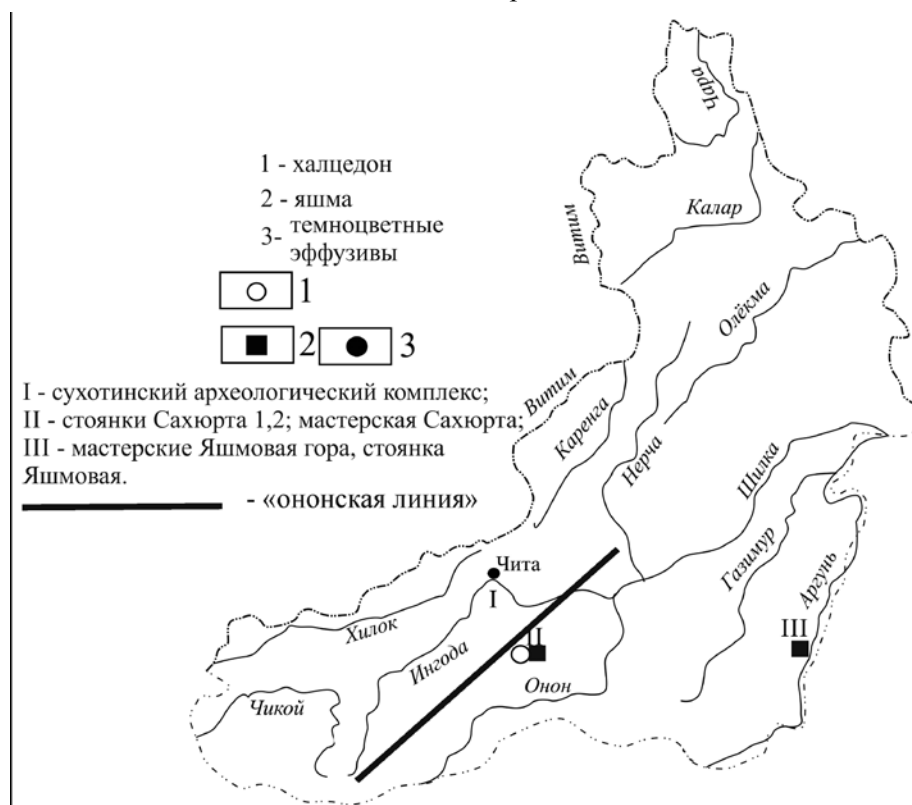 Чара
1 - халцедон
2 - яшма
3- темноцветные
эффузивы
Калар
Витим
1
Олёкма
2
3
I - сухотинский археологический комплекс;
II - стоянки Сахюрта 1,2; мастерская Сахюрта;
III - мастерские Яшмовая гора, стоянка
Яшмовая.
Витим
Каренга
Нерча
Шилка
- «ононская линия»
Газимур
Аргунь
Чита
I
III
Хилок
II
Ингода
Онон
Чикой